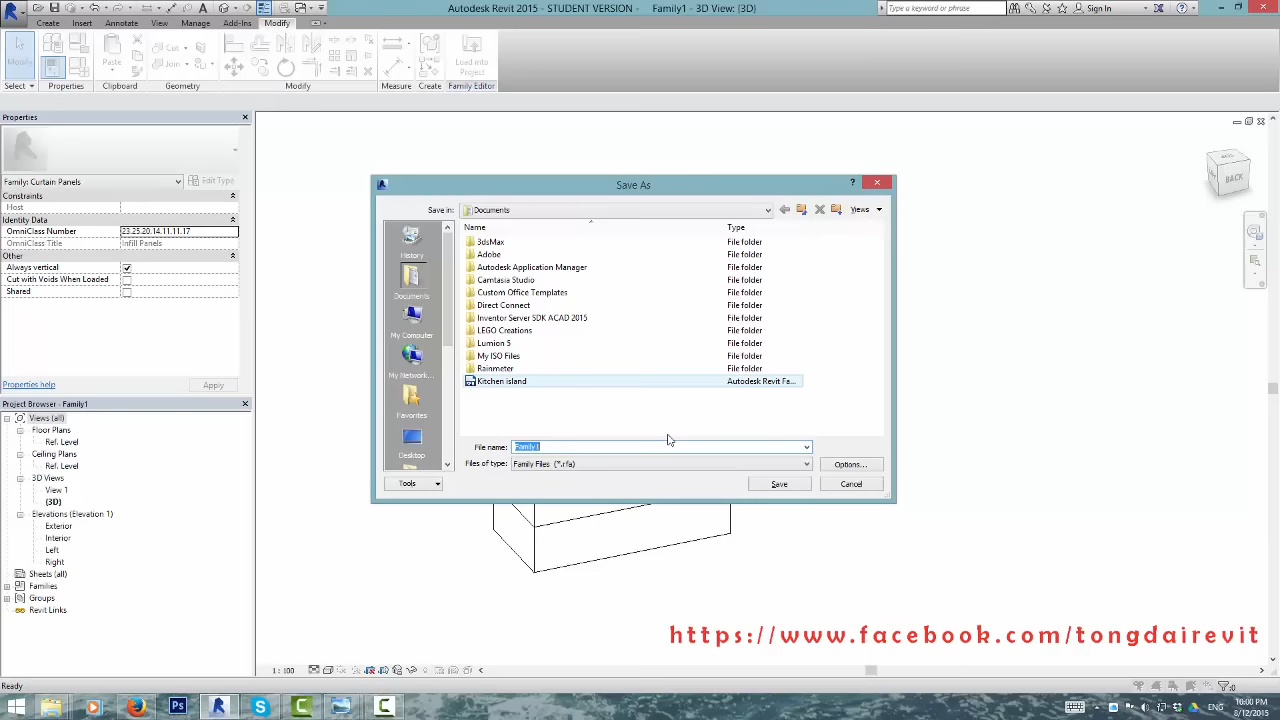 Autodesk Revit 2015 - STUDENT VERSION - Family1 - 3D View: {3D}
Type a keyword or phrase
Sign In
Create
Insert
Annotate
View
Manage
Add-Ins
Modify
Modify
Paste
Cut
Join
Load into
Project
Select
Properties
Clipboard
Geometry
Modify
Measure
Create
Family Editor
Properties
Family: Curtain Panels
Edit Type
Constraints
Host
Identity Data
OmniClass Number 23.25.20.14.11.11.17
OmniClass Title Infill Panels
Other
Always vertical
Cut with Voids When Loaded
Shared
Properties help
Apply
Project Browser - Family1
Views (all)
Floor Plans
Ref. Level
Ceiling Plans
Ref. Level
3D Views
View 1
{3D}
Elevations (Elevation 1)
Exterior
Interior
Left
Right
Sheets (all)
Families
Groups
Revit Links
Save As
Save in: Documents
Views
Name Type
3dsMax File folder
Adobe File folder
Autodesk Application Manager File folder
Camtasia Studio File folder
Custom Office Templates File folder
Direct Connect File folder
Inventor Server SDK ACAD 2015 File folder
LEGO Creations File folder
Lumion 5 File folder
My ISO Files File folder
Rainmeter File folder
Kitchen island Autodesk Revit Fa...
History
Documents
My Computer
My Network...
Favorites
Desktop
File name: Family1
Files of type: Family Files (*.rfa)
Options...
Tools
Save
Cancel
BACK
https://www.facebook.com/tongdairevit
1 : 100
Ready
:0
ENG
10:00 PM
8/12/2015